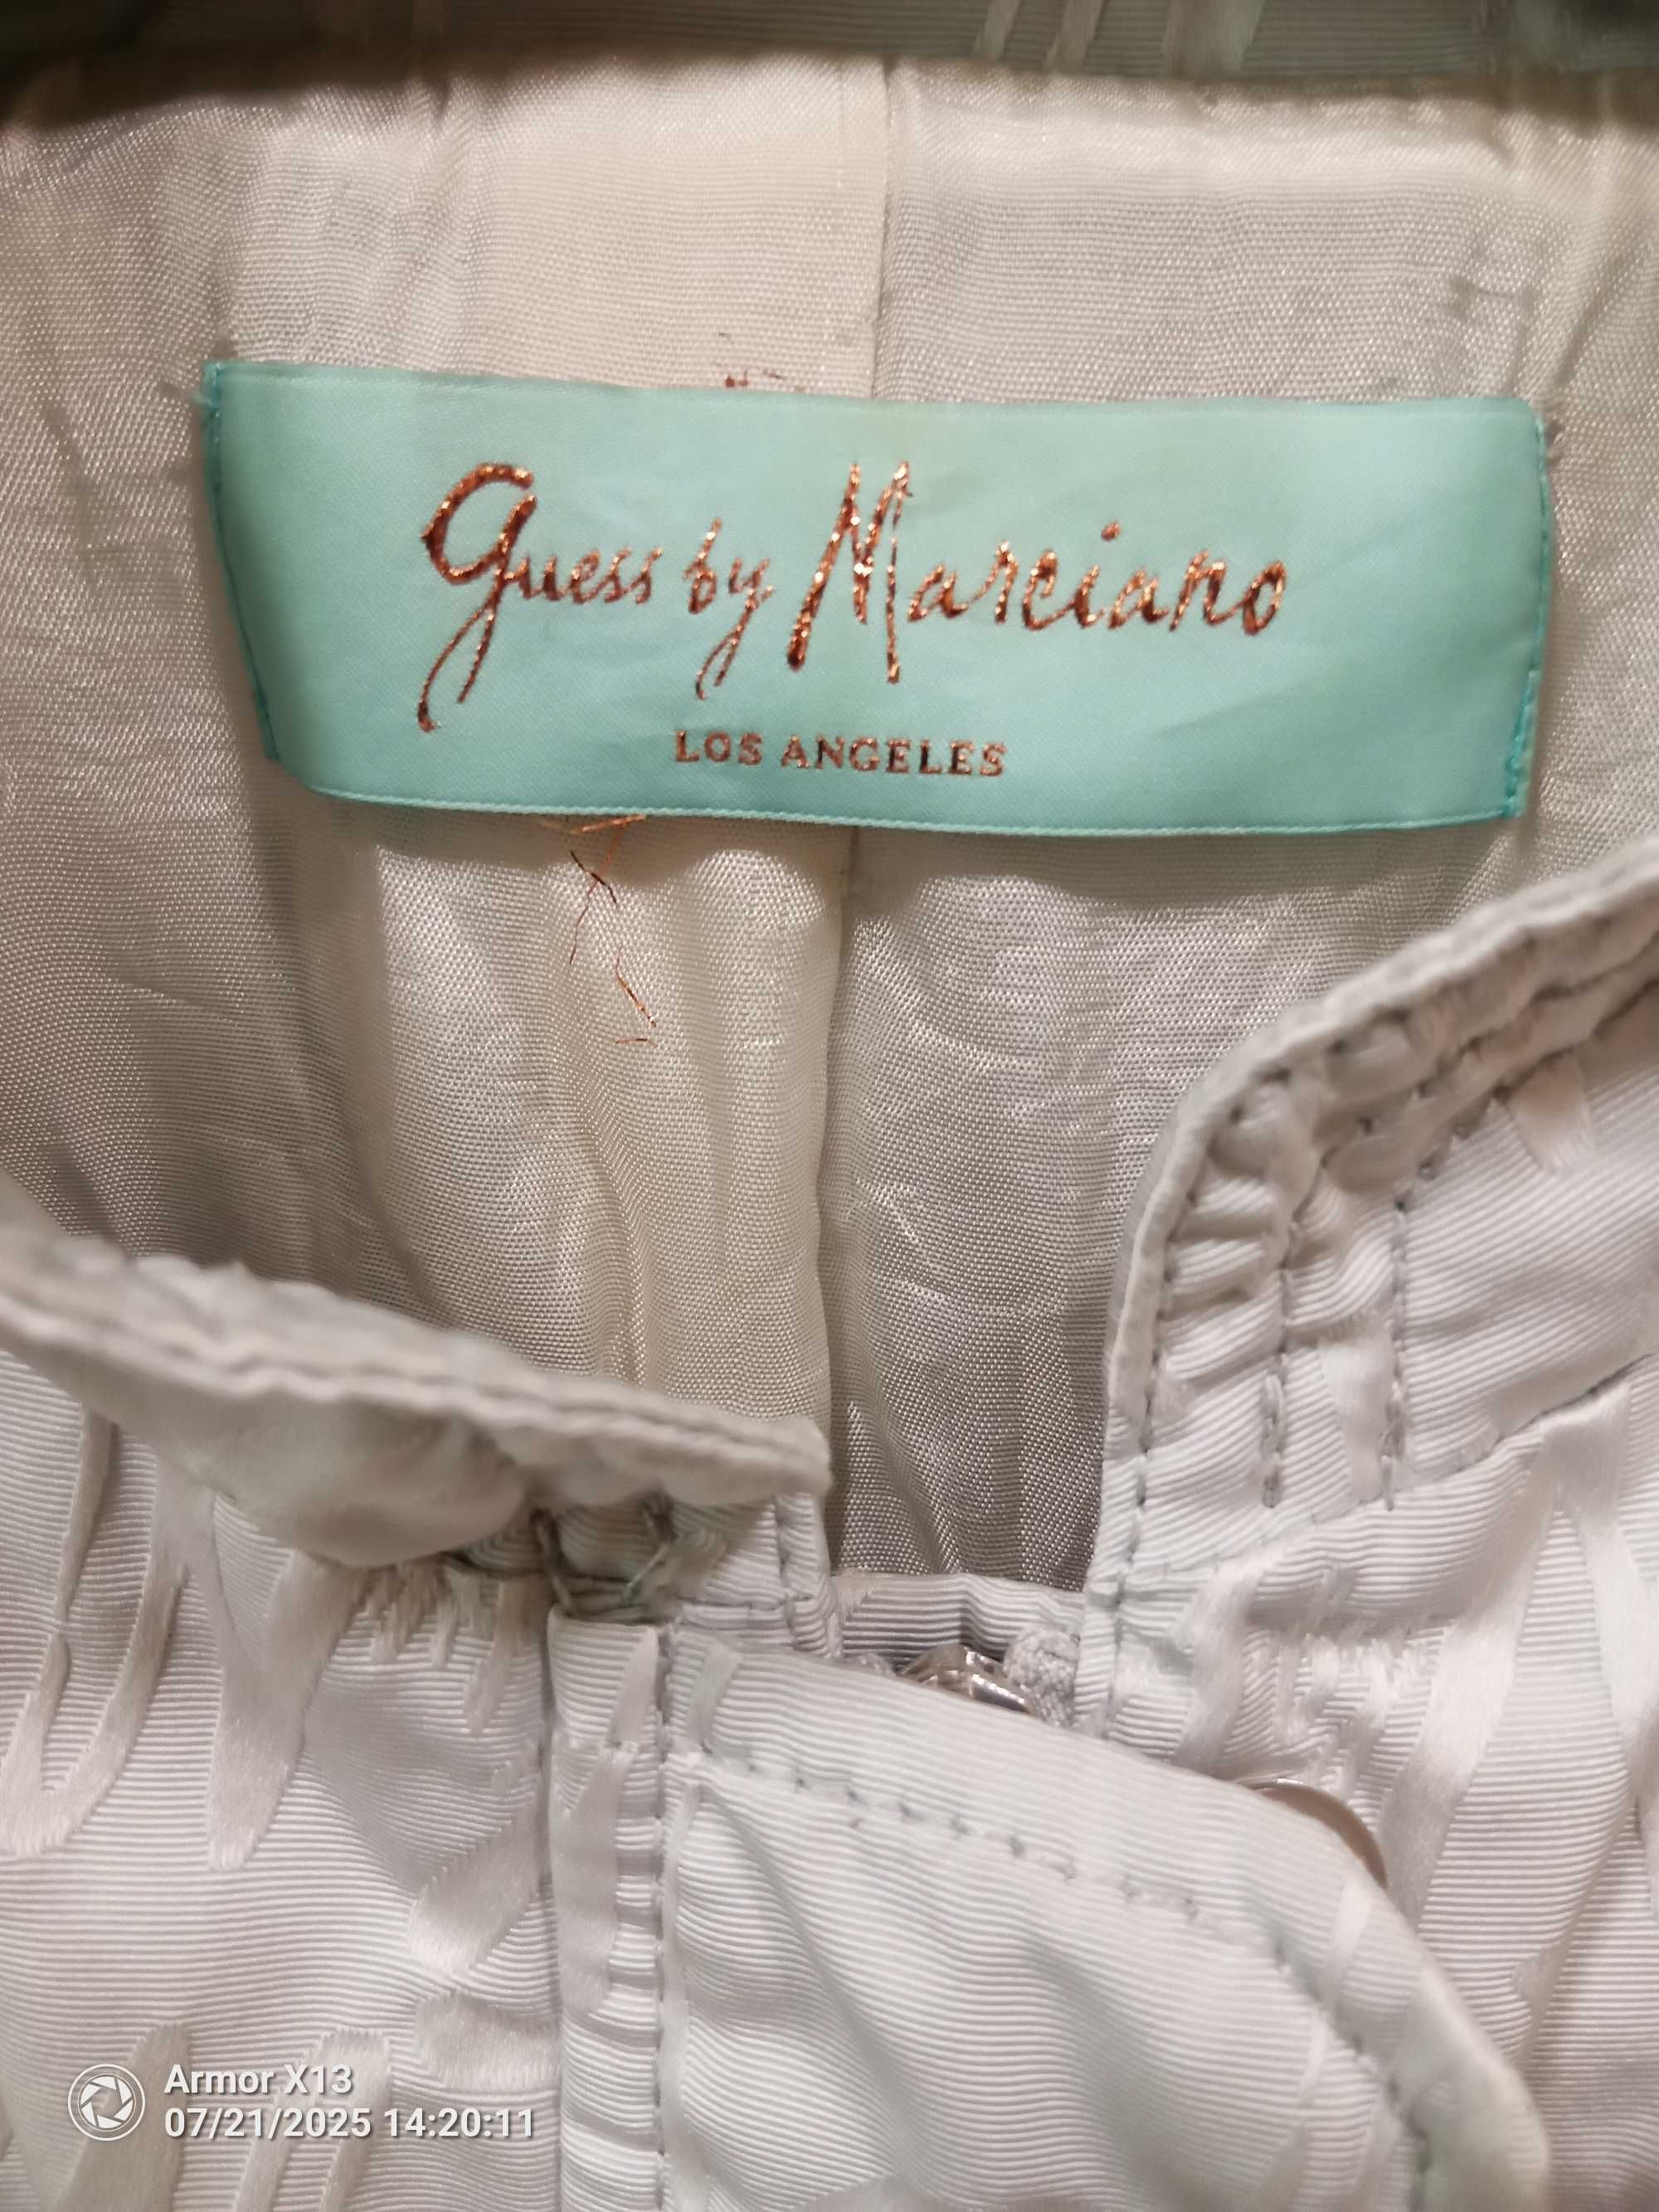 Guess by Marciano
LOS ANGELES
Armor X13
07/21/2025 14:20:11